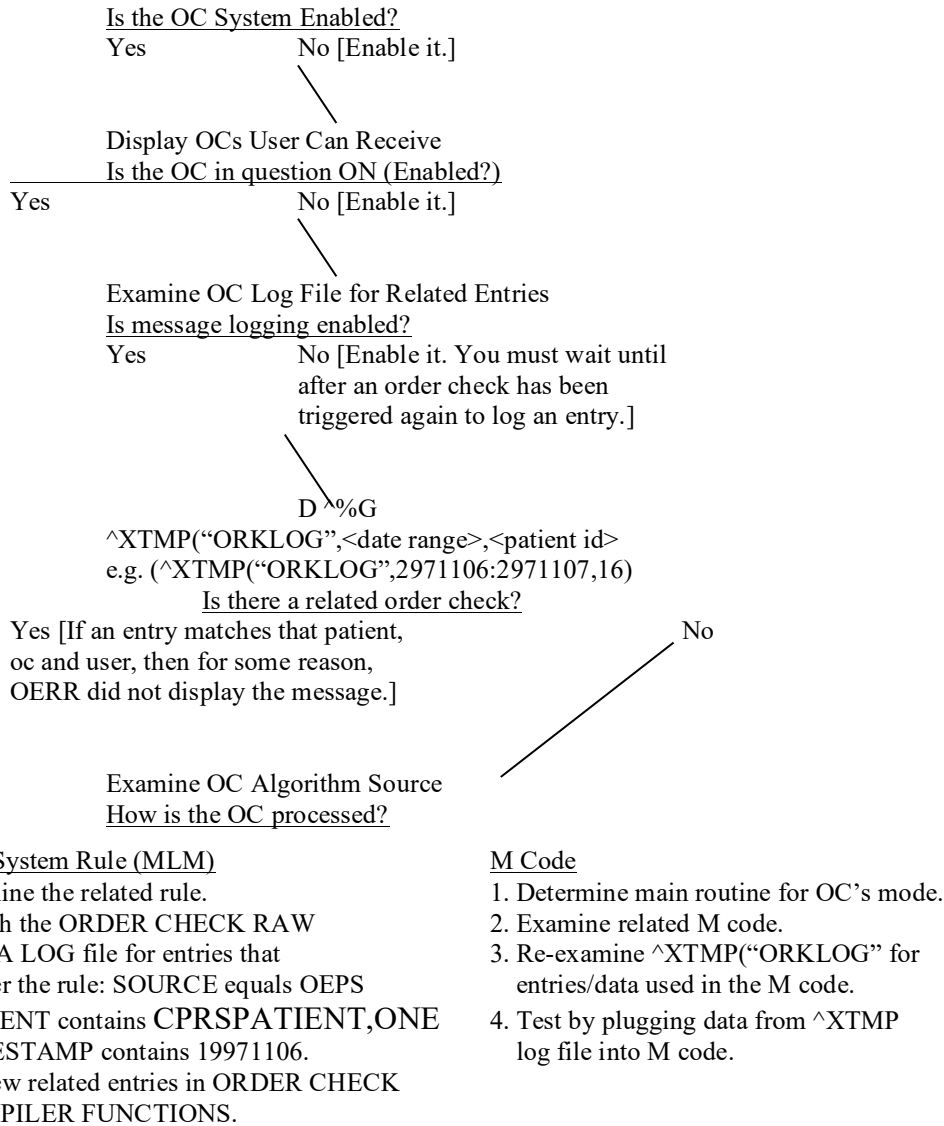 Is the OC System Enabled?
Yes No [Enable it.]
Display OCs User Can Receive
Is the OC in question ON (Enabled?)
Yes No [Enable it.]
Examine OC Log File for Related Entries
Is message logging enabled?
Yes No [Enable it. You must wait until
after an order check has been
triggered again to log an entry.]
D ^%G
^XTMP(“ORKLOG”,<date range>,<patient id>
e.g. (^XTMP(“ORKLOG”,2971106:2971107,16)
Is there a related order check?
Yes [If an entry matches that patient, No
oc and user, then for some reason,
OERR did not display the message.]
Examine OC Algorithm Source
How is the OC processed?
System Rule (MLM)
ine the related rule.
h the ORDER CHECK RAW
A LOG file for entries that
er the rule: SOURCE equals OEPS
ENT contains CPRSPATIENT,ONE
ESTAMP contains 19971106.
ew related entries in ORDER CHECK
PILER FUNCTIONS.
M Code
1. Determine main routine for OC’s mode.
2. Examine related M code.
3. Re-examine ^XTMP(“ORKLOG” for
entries/data used in the M code.
4. Test by plugging data from ^XTMP
log file into M code.